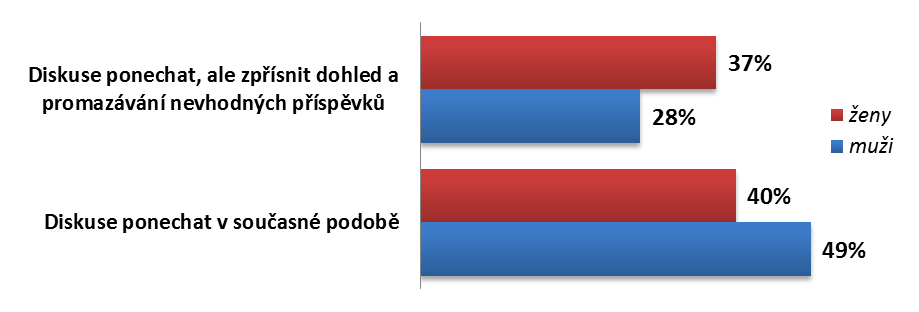 Diskuse ponechat, ale zpřísnit dohled a
promazávání nevhodných příspěvků
37%
28%
ženy
muži
Diskuse ponechat v současné podobě
40%
49%